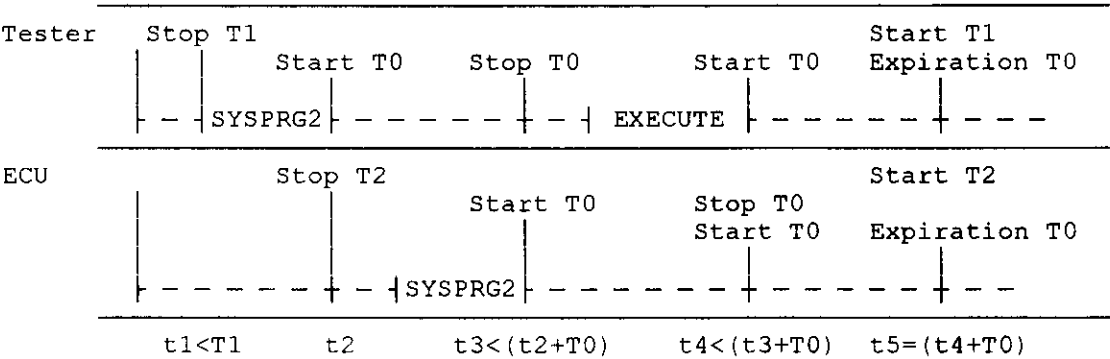 Tester Stop T1 Start T1
Start T0 Stop T0 Start T0 Expiration T0
SYSPRG2 EXECUTE
ECU Stop T2 Start T2
Start T0 Stop T0
Start T0 Expiration T0
SYSPRG2
t1<T1 t2 t3<(t2+T0) t4<(t3+T0) t5=(t4+T0)